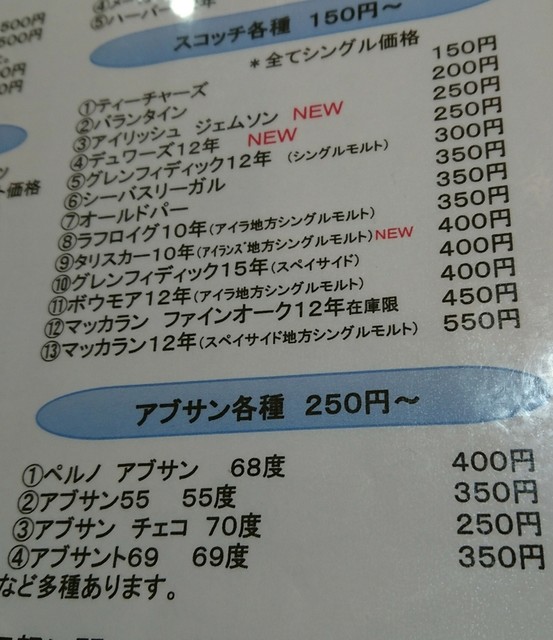 500円
500円
⑤ハーパー 年
スコッチ各種 150円～
＊全てシングル価格
①ティーチャーズ 150円
②バランタイン 200円
③アイリッシュ ジェムソン NEW 250円
④デュワーズ12年 NEW 250円
⑤グレンフィディック12年 (シングルモルト) 300円
⑥シーバスリーガル 350円
⑦オールドパー 350円
⑧ラフロイグ10年(アイラ地方シングルモルト) 350円
⑨タリスカー10年(アイランズ地方シングルモルト)NEW 400円
⑩グレンフィディック15年(スペイサイド) 400円
⑪ボウモア12年(アイラ地方シングルモルト) 400円
⑫マッカラン ファインオーク12年在庫限 450円
⑬マッカラン12年(スペイサイド地方シングルモルト) 550円
価格
アブサン各種 250円～
①ペルノ アブサン 68度 400円
②アブサン55 55度 350円
③アブサン チェコ 70度 250円
④アブサント69 69度 350円
など多種あります。